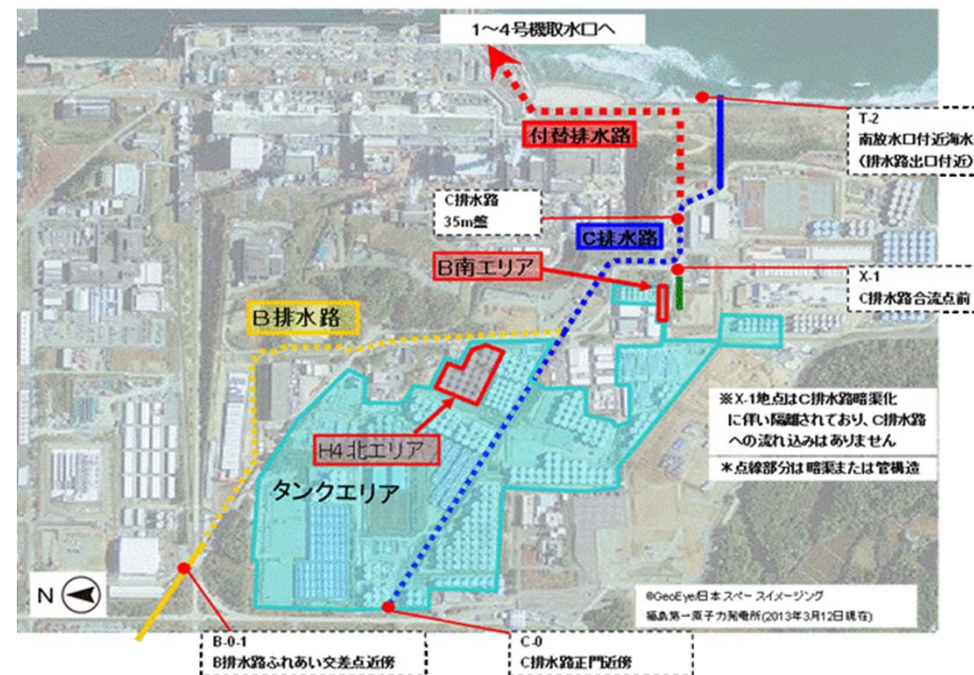 1～4号機取水口へ
付替排水路
T-2
南放水口付近海水
(排水路出口付近)
C排水路
35m盤
C排水路
B南エリア
X-1
C排水路合流点前
B排水路
※X-1地点はC排水路暗渠化
に伴い隔離されており、C排水路
への流れ込みはありません
H4北エリア
＊点線部分は暗渠または管構造
タンクエリア
N
©GeoEye/日本スペースイメージング
福島第一原子力発電所(2013年3月12日現在)
B-0-1
B排水路ふれあい交差点近傍
C-0
C排水路正門近傍